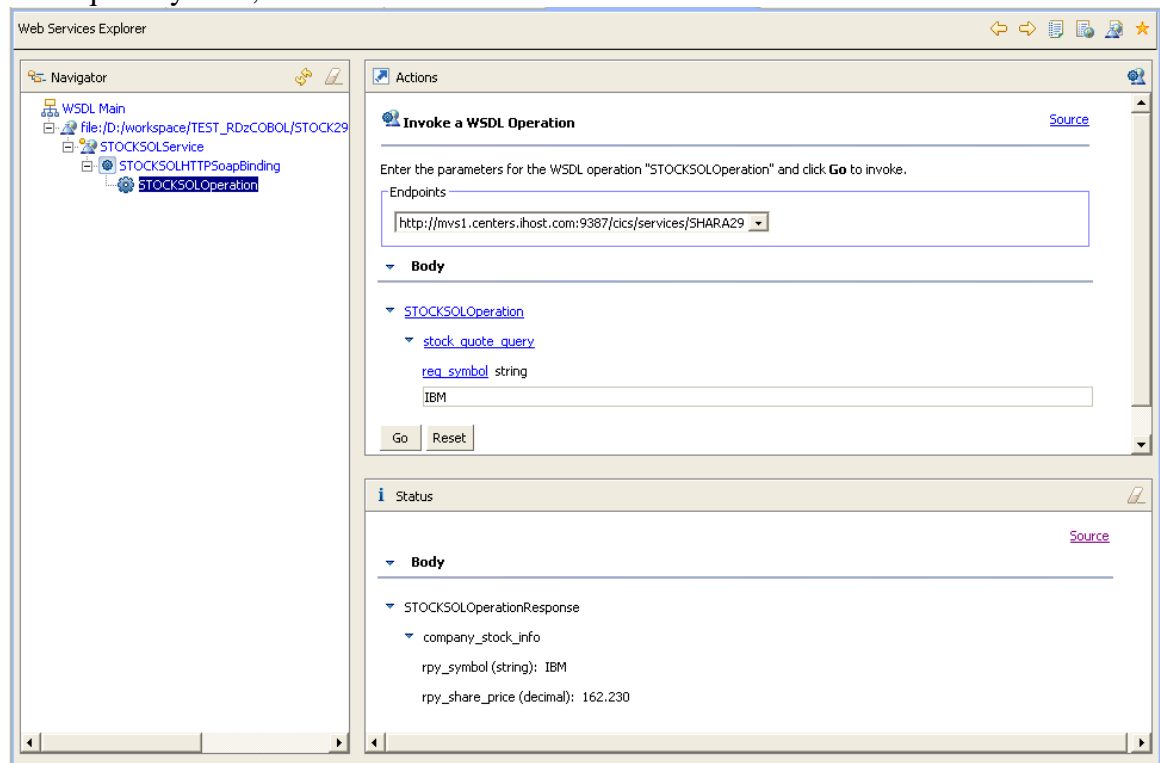 Web Services Explorer
Navigator
WSDL Main
file:/D:/workspace/TEST_RDzCOBOL/STOCK29
STOCKSOLService
STOCKSOLHTTPSoapBinding
STOCKSOLOperation
Actions
Invoke a WSDL Operation
Source
Enter the parameters for the WSDL operation "STOCKSOLOperation" and click Go to invoke.
Endpoints
http://mvs1.centers.ihost.com:9387/cics/services/SHARA29
Body
STOCKSOLOperation
stock_quote_query
req_symbol string
IBM
Go Reset
i Status
Source
Body
STOCKSOLOperationResponse
company_stock_info
rpy_symbol (string): IBM
rpy_share_price (decimal): 162.230